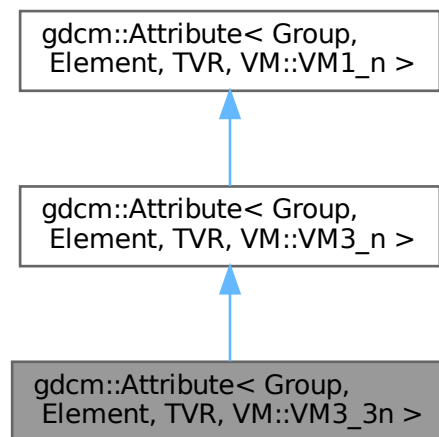 gdcm::Attribute< Group,
Element, TVR, VM::VM1_n >
gdcm::Attribute< Group,
Element, TVR, VM::VM3_n >
gdcm::Attribute< Group,
Element, TVR, VM::VM3_3n >